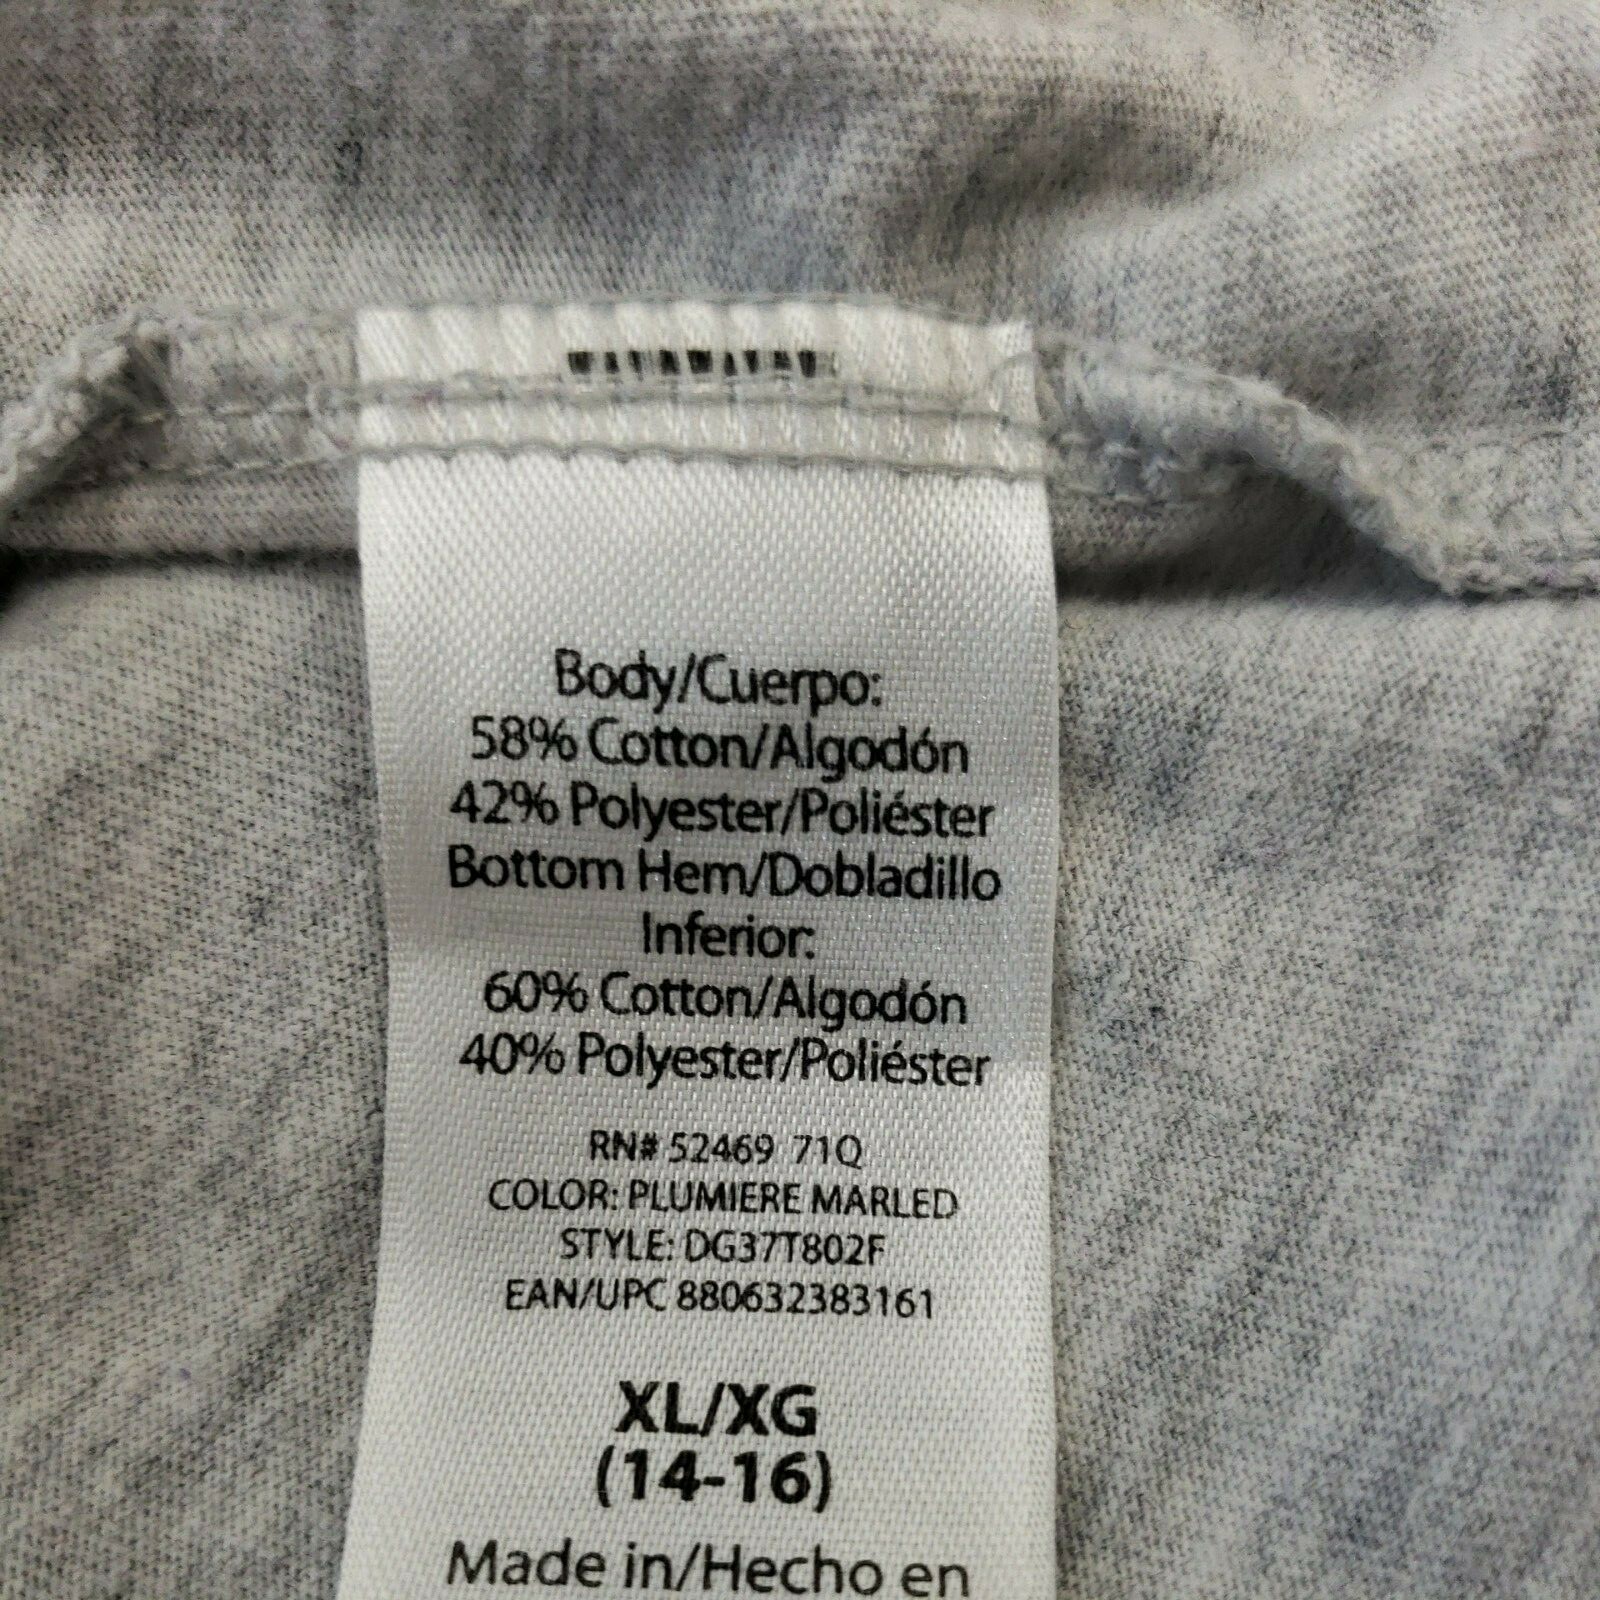 Body/Cuerpo:
58% Cotton/Algodón
42% Polyester/Poliéster
Bottom Hem/Dobladillo
Inferior:
60% Cotton/Algodón
40% Polyester/Poliéster
RN# 52469 71Q
COLOR: PLUMIERE MARLED
STYLE: DG37T802F
EAN/UPC 880632383161
XL/XG
(14-16)
Made in/Hecho en